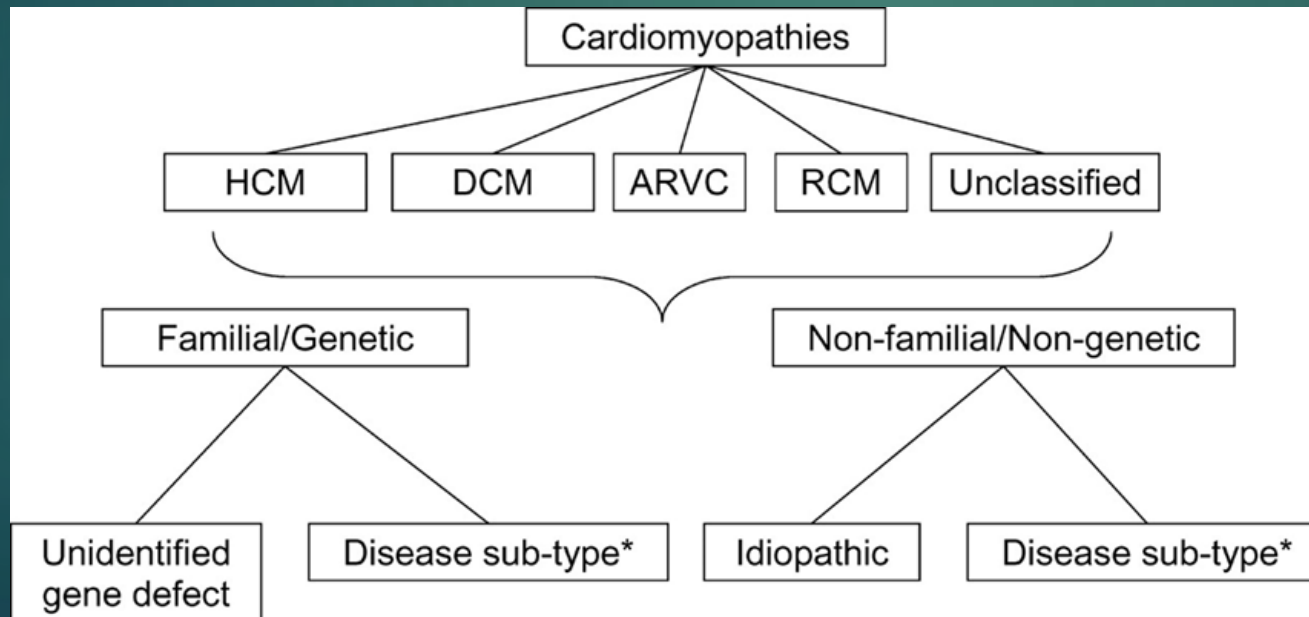 Cardiomyopathies
HCM
DCM
ARVC
RCM
Unclassified
Familial/Genetic
Non-familial/Non-genetic
Unidentified
gene defect
Disease sub-type*
Idiopathic
Disease sub-type*